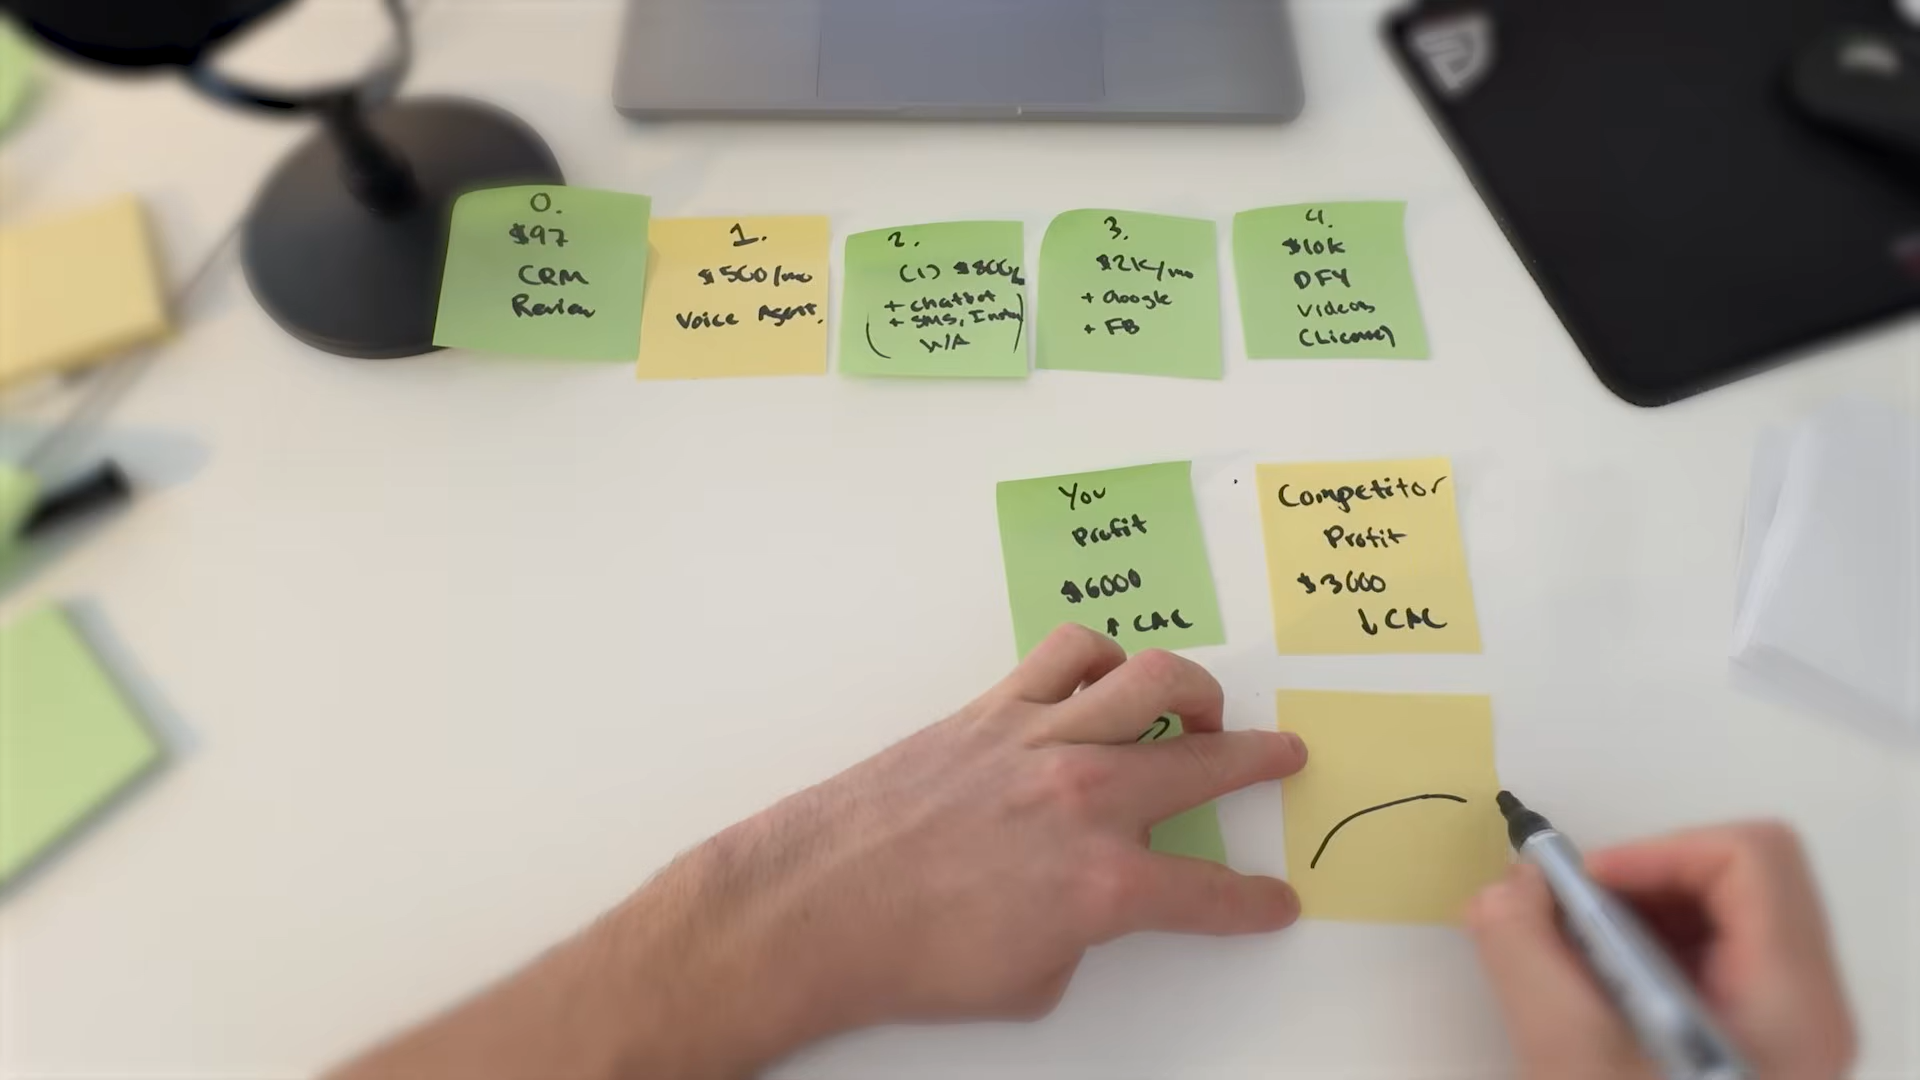 0.
$97
CRM
Review
1.
$500/mo
Voice Agent.
2.
(1) $800/
+ chatbot
+ SMS, Insta
W/A
3.
$2K/mo
+ Google
+ FB
4.
$10k
DFY
Videos
You
Profit
$6000
↑ CAC
Competitor
Profit
$3000
↓ CAC